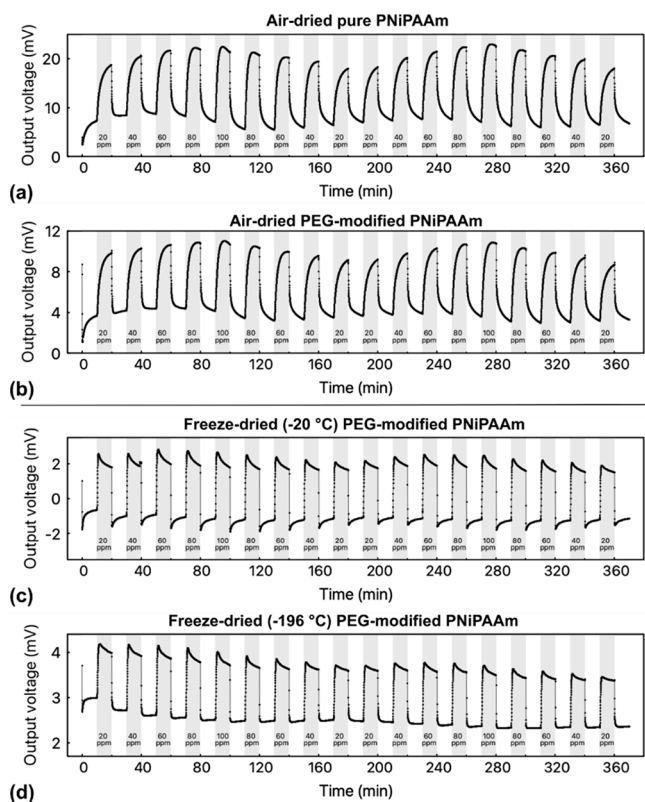 Air-dried pure PNiPAAm
Output voltage (mV)
20
10
0
20 ppm 40 ppm 60 ppm 80 ppm 100 ppm 80 ppm 60 ppm 40 ppm 20 ppm 20 ppm 40 ppm 60 ppm 80 ppm 100 ppm 80 ppm 60 ppm 40 ppm 20 ppm
0 40 80 120 160 200 240 280 320 360
Time (min)
(a)
Air-dried PEG-modified PNiPAAm
Output voltage (mV)
12
8
4
0
20 ppm 40 ppm 60 ppm 80 ppm 100 ppm 80 ppm 60 ppm 40 ppm 20 ppm 20 ppm 40 ppm 60 ppm 80 ppm 100 ppm 80 ppm 60 ppm 40 ppm 20 ppm
0 40 80 120 160 200 240 280 320 360
Time (min)
(b)
Freeze-dried (-20 °C) PEG-modified PNiPAAm
Output voltage (mV)
2
0
−2
20 ppm 40 ppm 60 ppm 80 ppm 100 ppm 80 ppm 60 ppm 40 ppm 20 ppm 20 ppm 40 ppm 60 ppm 80 ppm 100 ppm 80 ppm 60 ppm 40 ppm 20 ppm
0 40 80 120 160 200 240 280 320 360
Time (min)
(c)
Freeze-dried (-196 °C) PEG-modified PNiPAAm
Output voltage (mV)
4
3
2
20 ppm 40 ppm 60 ppm 80 ppm 100 ppm 80 ppm 60 ppm 40 ppm 20 ppm 20 ppm 40 ppm 60 ppm 80 ppm 100 ppm 80 ppm 60 ppm 40 ppm 20 ppm
0 40 80 120 160 200 240 280 320 360
Time (min)
(d)